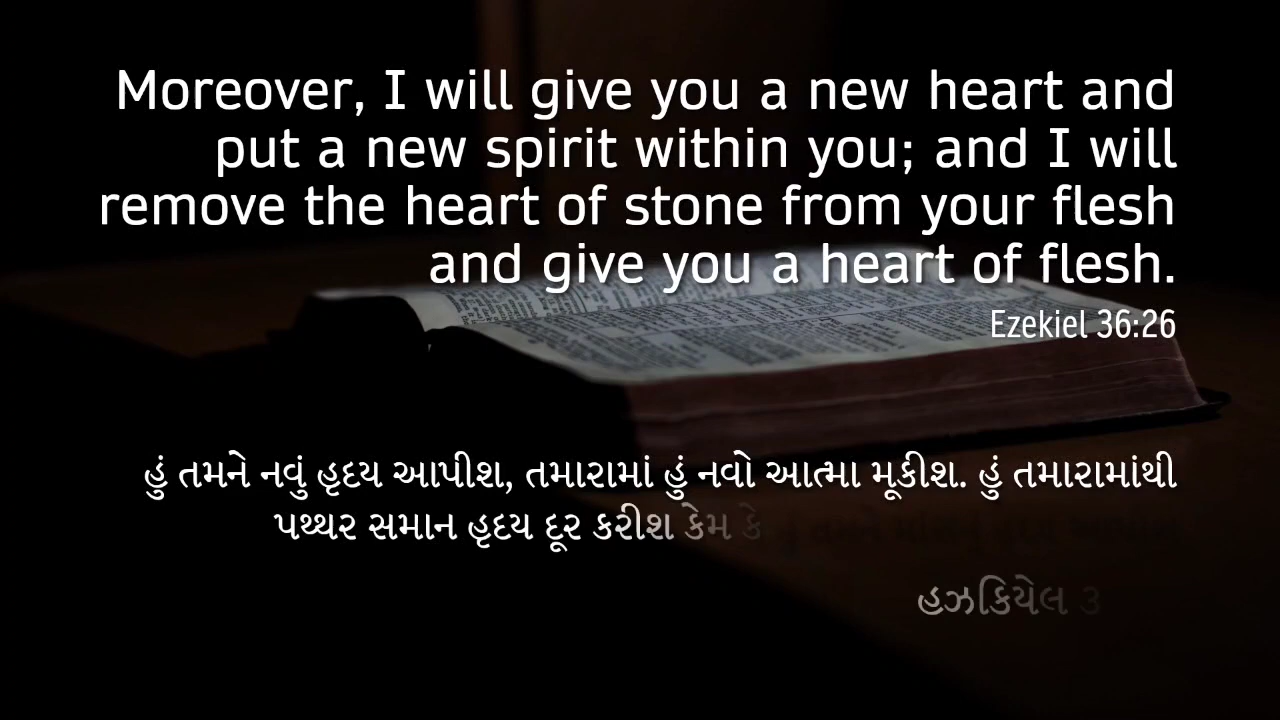 Moreover, I will give you a new heart and
put a new spirit within you; and I will
remove the heart of stone from your flesh
and give you a heart of flesh.
Ezekiel 36:26
હું તમને નવું હૃદય આપીશ, તમારામાં હું નવો આત્મા મૂકીશ. હું તમારામાંથી
પથ્થર સમાન હૃદય દૂર કરીશ કેમ કે
હઝકિયેલ